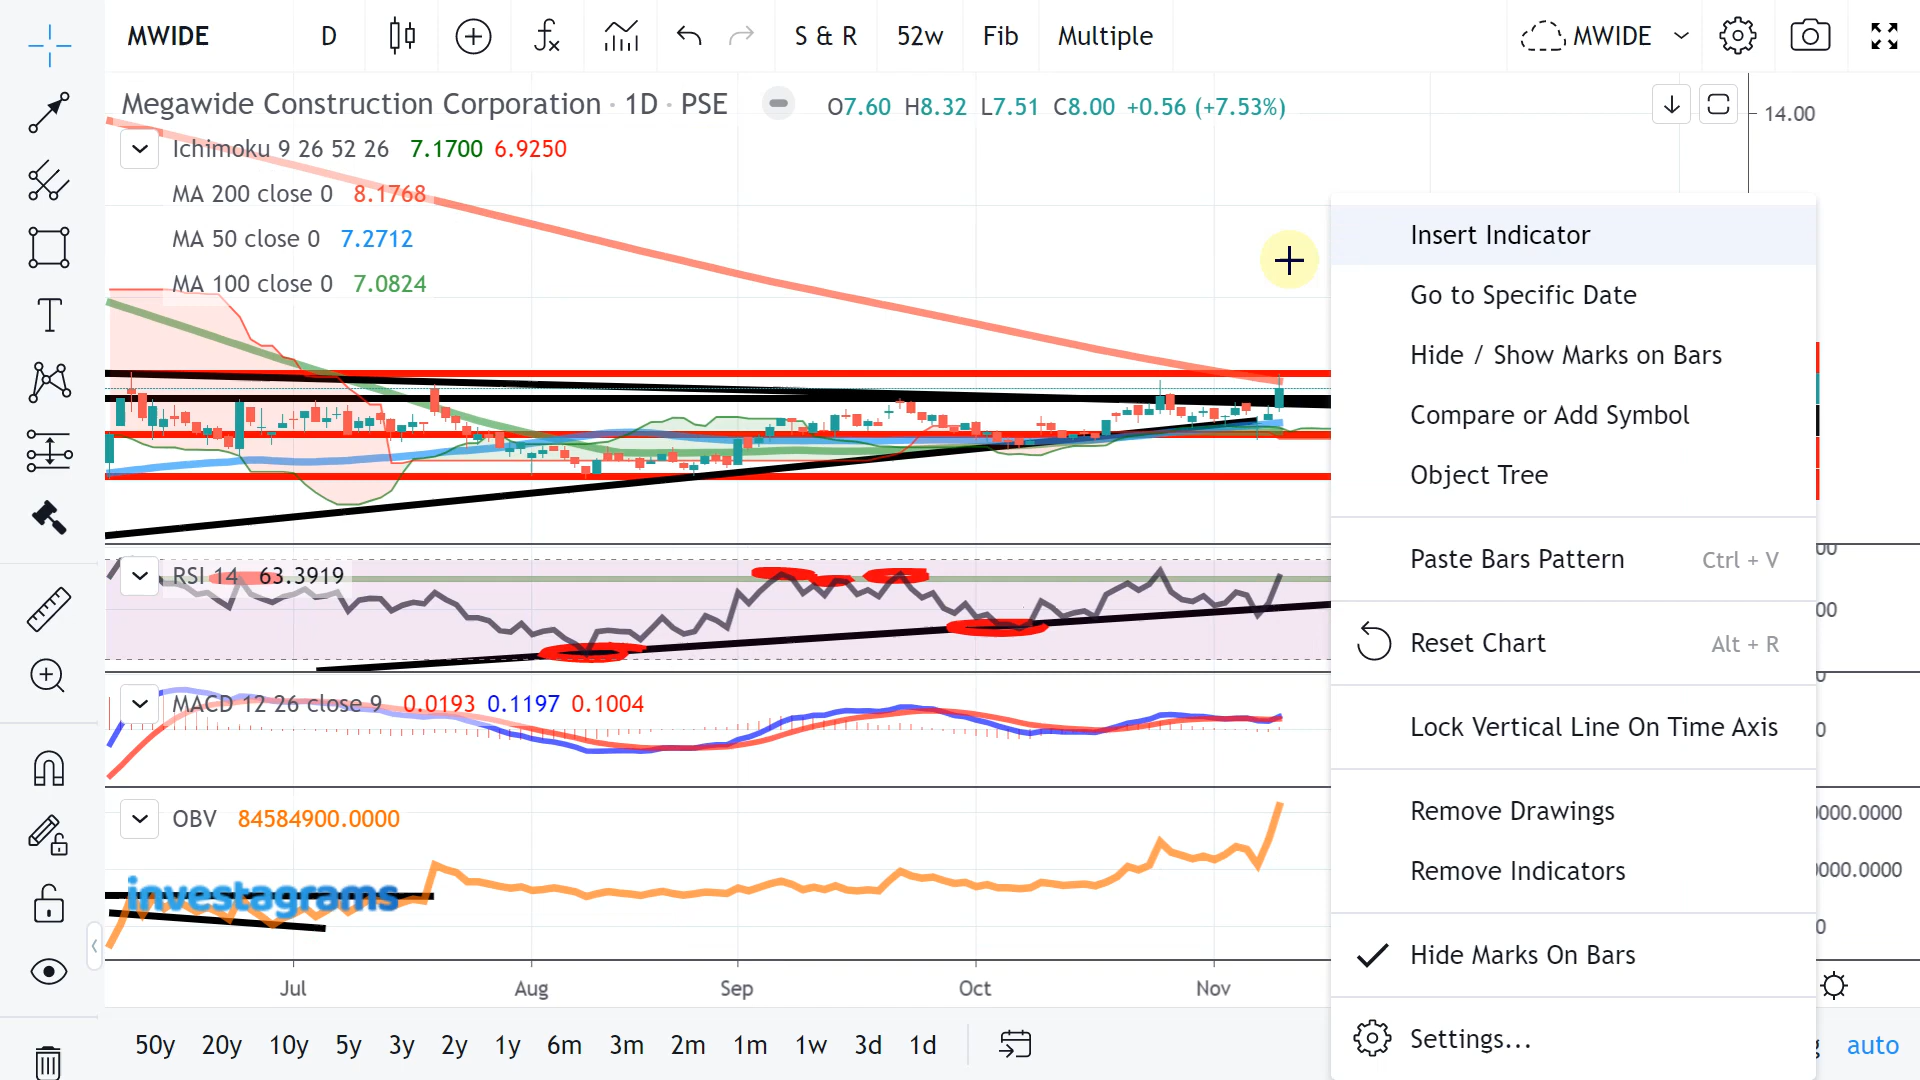 MWIDE D S & R 52w Fib Multiple MWIDE
Megawide Construction Corporation · 1D · PSE O7.60 H8.32 L7.51 C8.00 +0.56 (+7.53%)
14.00
Ichimoku 9 26 52 26 7.1700 6.9250
MA 200 close 0 8.1768
MA 50 close 0 7.2712
MA 100 close 0 7.0824
Insert Indicator
Go to Specific Date
Hide / Show Marks on Bars
Compare or Add Symbol
Object Tree
Paste Bars Pattern Ctrl + V
Reset Chart Alt + R
Lock Vertical Line On Time Axis
Remove Drawings
Remove Indicators
Hide Marks On Bars
Settings...
RSI 14 63.3919
MACD 12 26 close 9 0.0193 0.1197 0.1004
OBV 84584900.0000
investagrams
Jul Aug Sep Oct Nov
50y 20y 10y 5y 3y 2y 1y 6m 3m 2m 1m 1w 3d 1d
auto